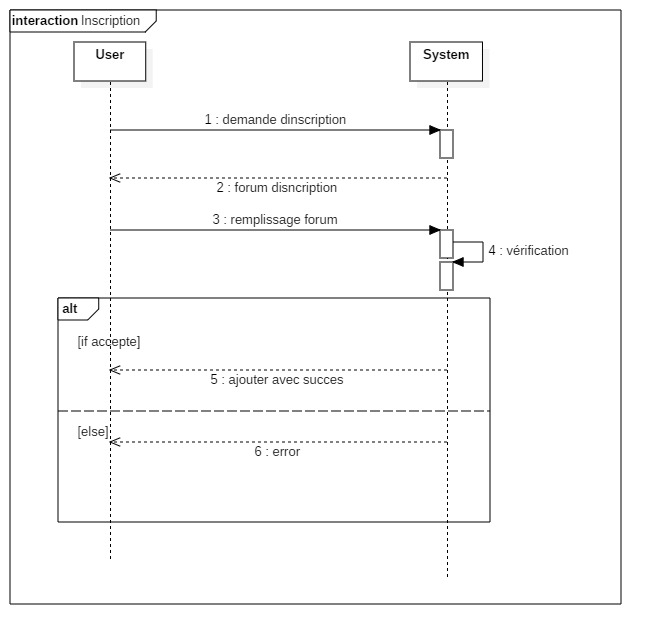 interaction Inscription
User
System
1 : demande dinscription
2 : forum disncription
3 : remplissage forum
4 : vérification
alt
[if accepte]
5 : ajouter avec succes
[else]
6 : error